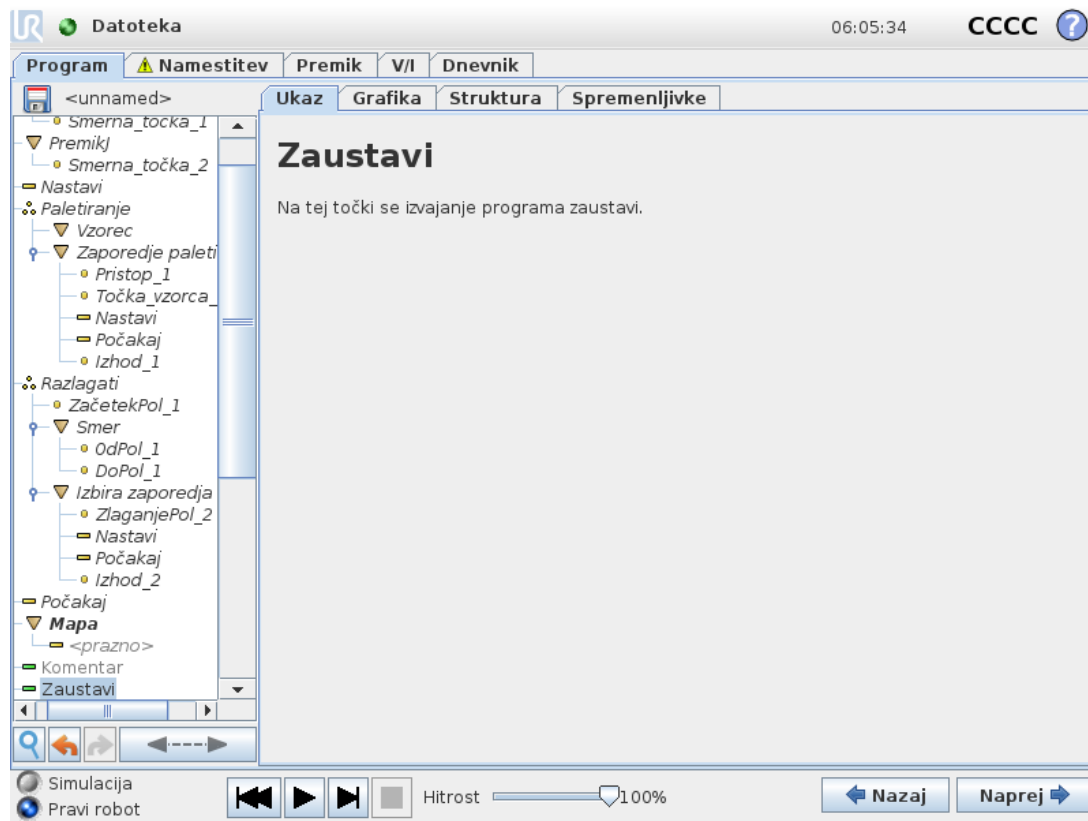 UR Datoteka 06:05:34 CCCC ?
Program Namestitev Premik V/I Dnevnik
<unnamed>
Ukaz Grafika Struktura Spremenljivke
Smerna_točka_1
PremikJ
Smerna_točka_2
Nastavi
Paletiranje
Vzorec
Zaporedje paleti
Pristop_1
Točka_vzorca_
Nastavi
Počakaj
Izhod_1
Razlagati
ZačetekPol_1
Smer
OdPol_1
DoPol_1
Izbira zaporedja
ZlaganjePol_2
Nastavi
Počakaj
Izhod_2
Počakaj
Mapa
<prazno>
Komentar
Zaustavi
Zaustavi
Na tej točki se izvajanje programa zaustavi.
Simulacija
Pravi robot
Hitrost 100%
Nazaj Naprej